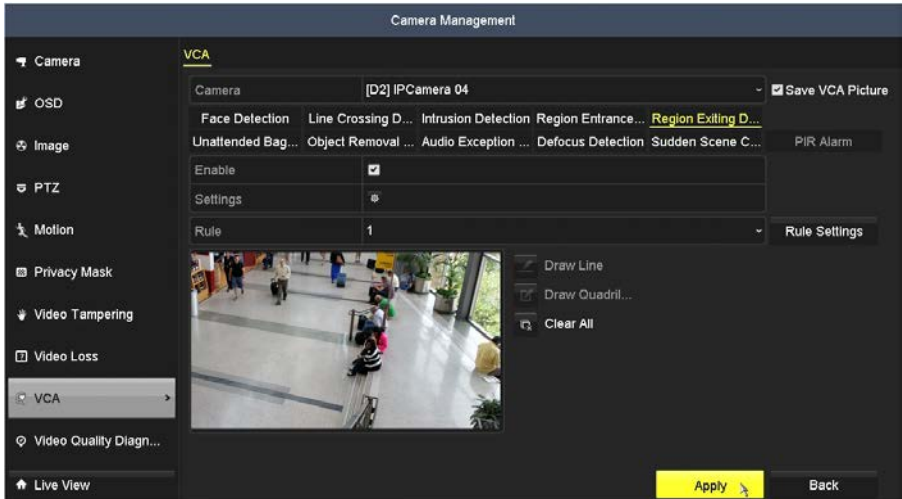 Camera Management
Camera
OSD
Image
PTZ
Motion
Privacy Mask
Video Tampering
Video Loss
VCA
Video Quality Diagn...
Live View
VCA
Camera [D2] IPCamera 04 Save VCA Picture
Face Detection Line Crossing D... Intrusion Detection Region Entrance... Region Exiting D...
Unattended Bag... Object Removal ... Audio Exception ... Defocus Detection Sudden Scene C... PIR Alarm
Enable
Settings
Rule 1 Rule Settings
Draw Line
Draw Quadril...
Clear All
Apply Back